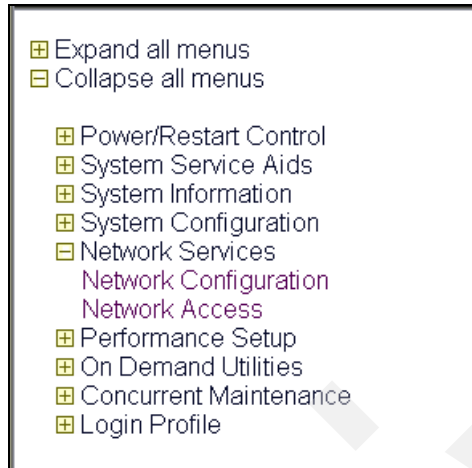 Expand all menus
Collapse all menus
Power/Restart Control
System Service Aids
System Information
System Configuration
Network Services
Network Configuration
Network Access
Performance Setup
On Demand Utilities
Concurrent Maintenance
Login Profile